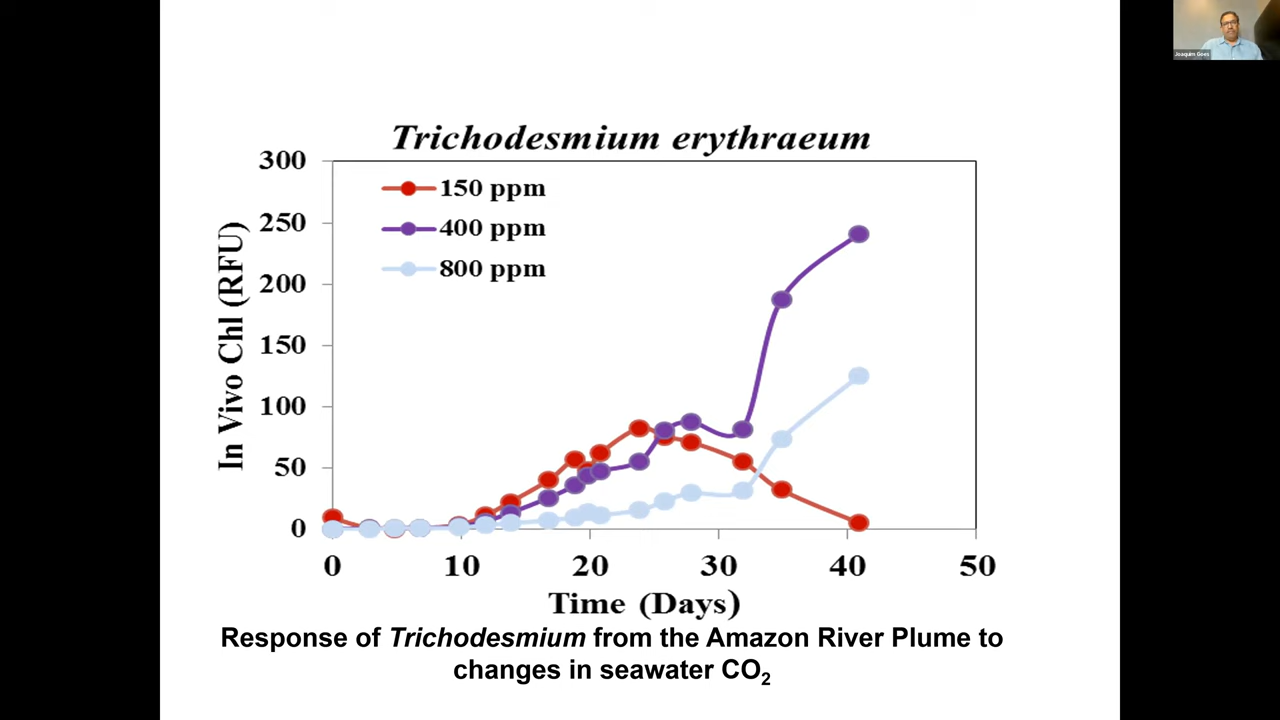 Joaquim Goes
Trichodesmium erythraeum
300
250
200
150
100
50
0
In Vivo Chl (RFU)
150 ppm
400 ppm
800 ppm
0 10 20 30 40 50
Time (Days)
Response of Trichodesmium from the Amazon River Plume to
changes in seawater CO₂